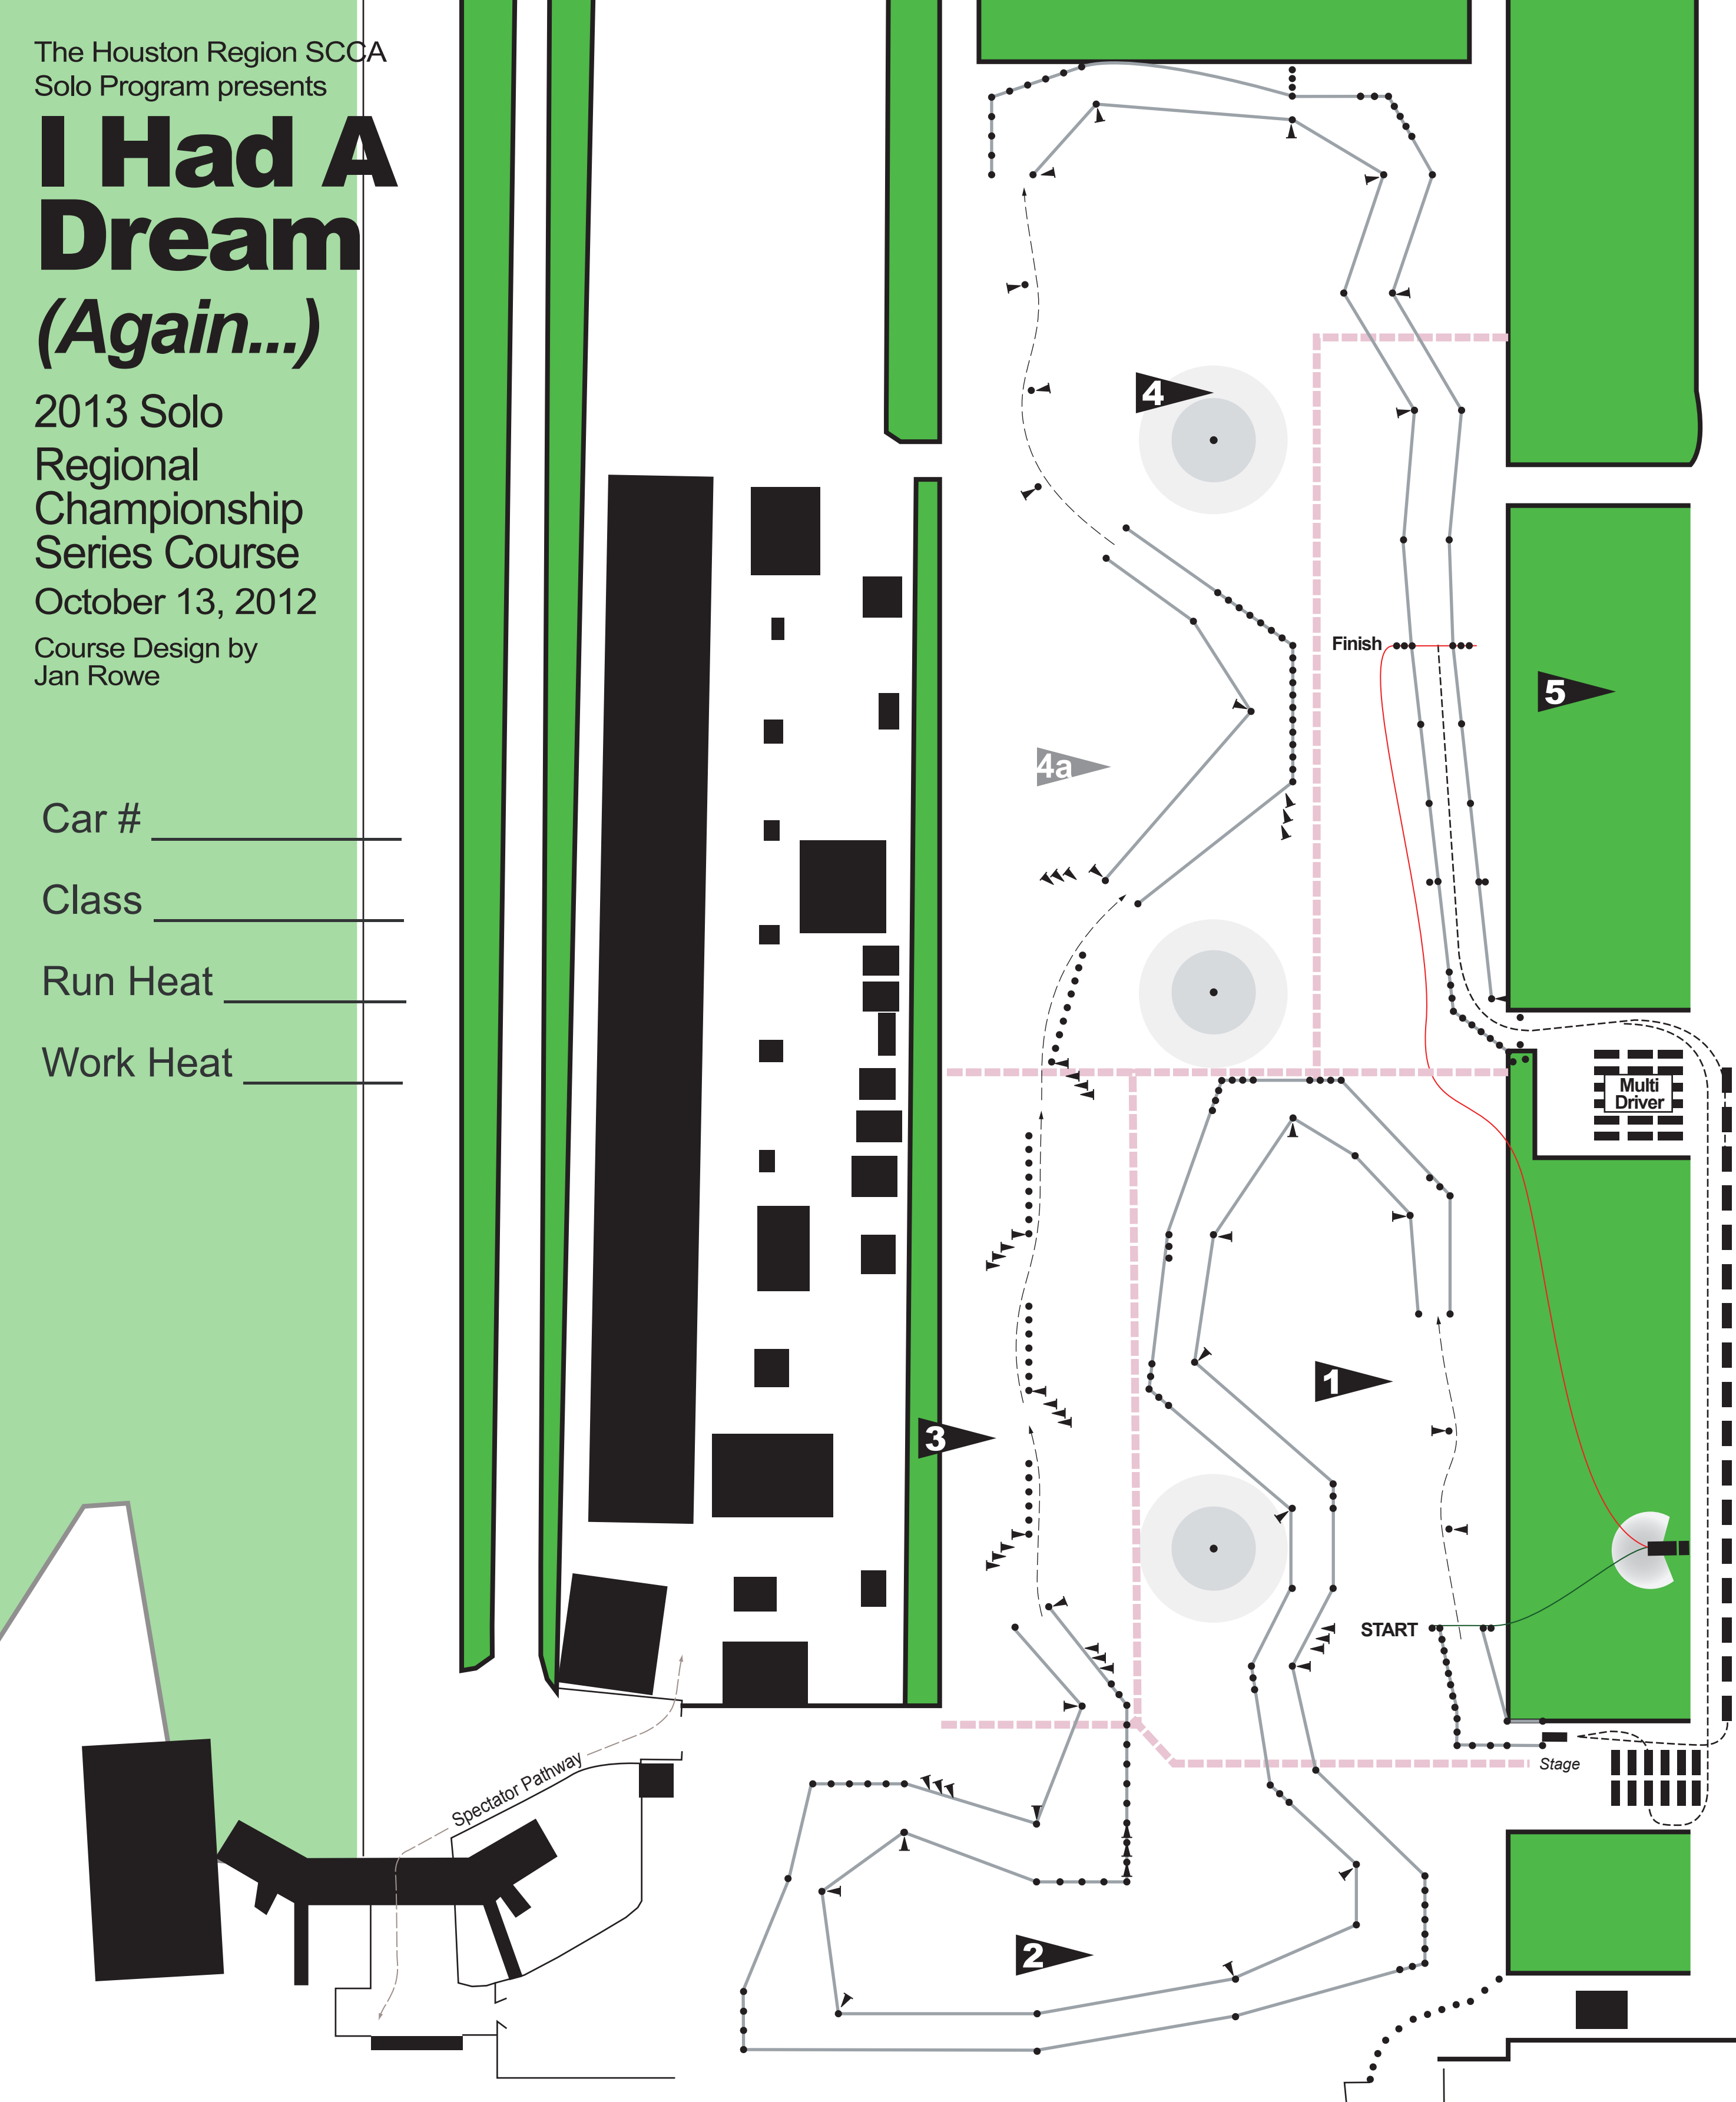 The Houston Region SCCA
Solo Program presents
I Had A
Dream
(Again...)
2013 Solo
Regional
Championship
Series Course
October 13, 2012
Course Design by
Jan Rowe
Car #
Class
Run Heat
Work Heat
4
Finish
5
4a
Multi
Driver
1
3
START
Stage
Spectator Pathway
2